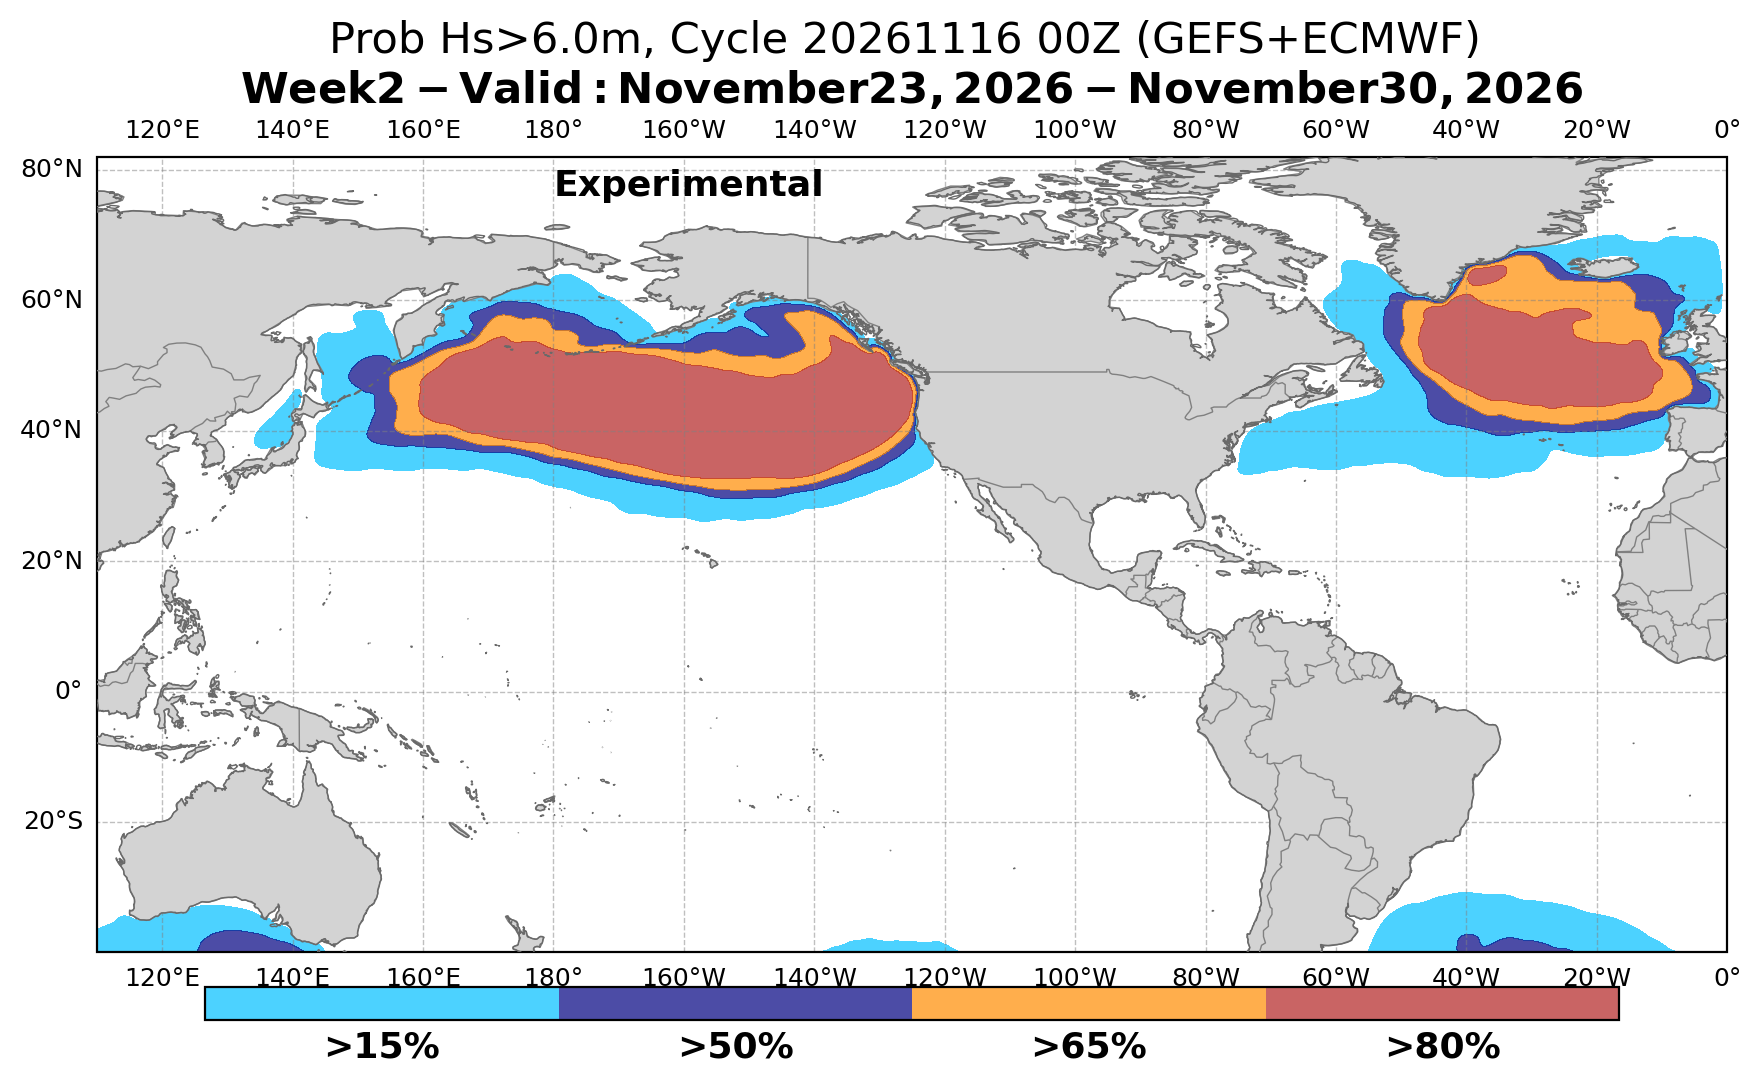 Prob Hs>6.0m, Cycle 20261116 00Z (GEFS+ECMWF)
Week2 − Valid : November23, 2026 − November30, 2026
120°E 140°E 160°E 180° 160°W 140°W 120°W 100°W 80°W 60°W 40°W 20°W 0°
80°N
Experimental
60°N
40°N
20°N
0°
20°S
120°E 140°E 160°E 180° 160°W 140°W 120°W 100°W 80°W 60°W 40°W 20°W 0°
>15% >50% >65% >80%